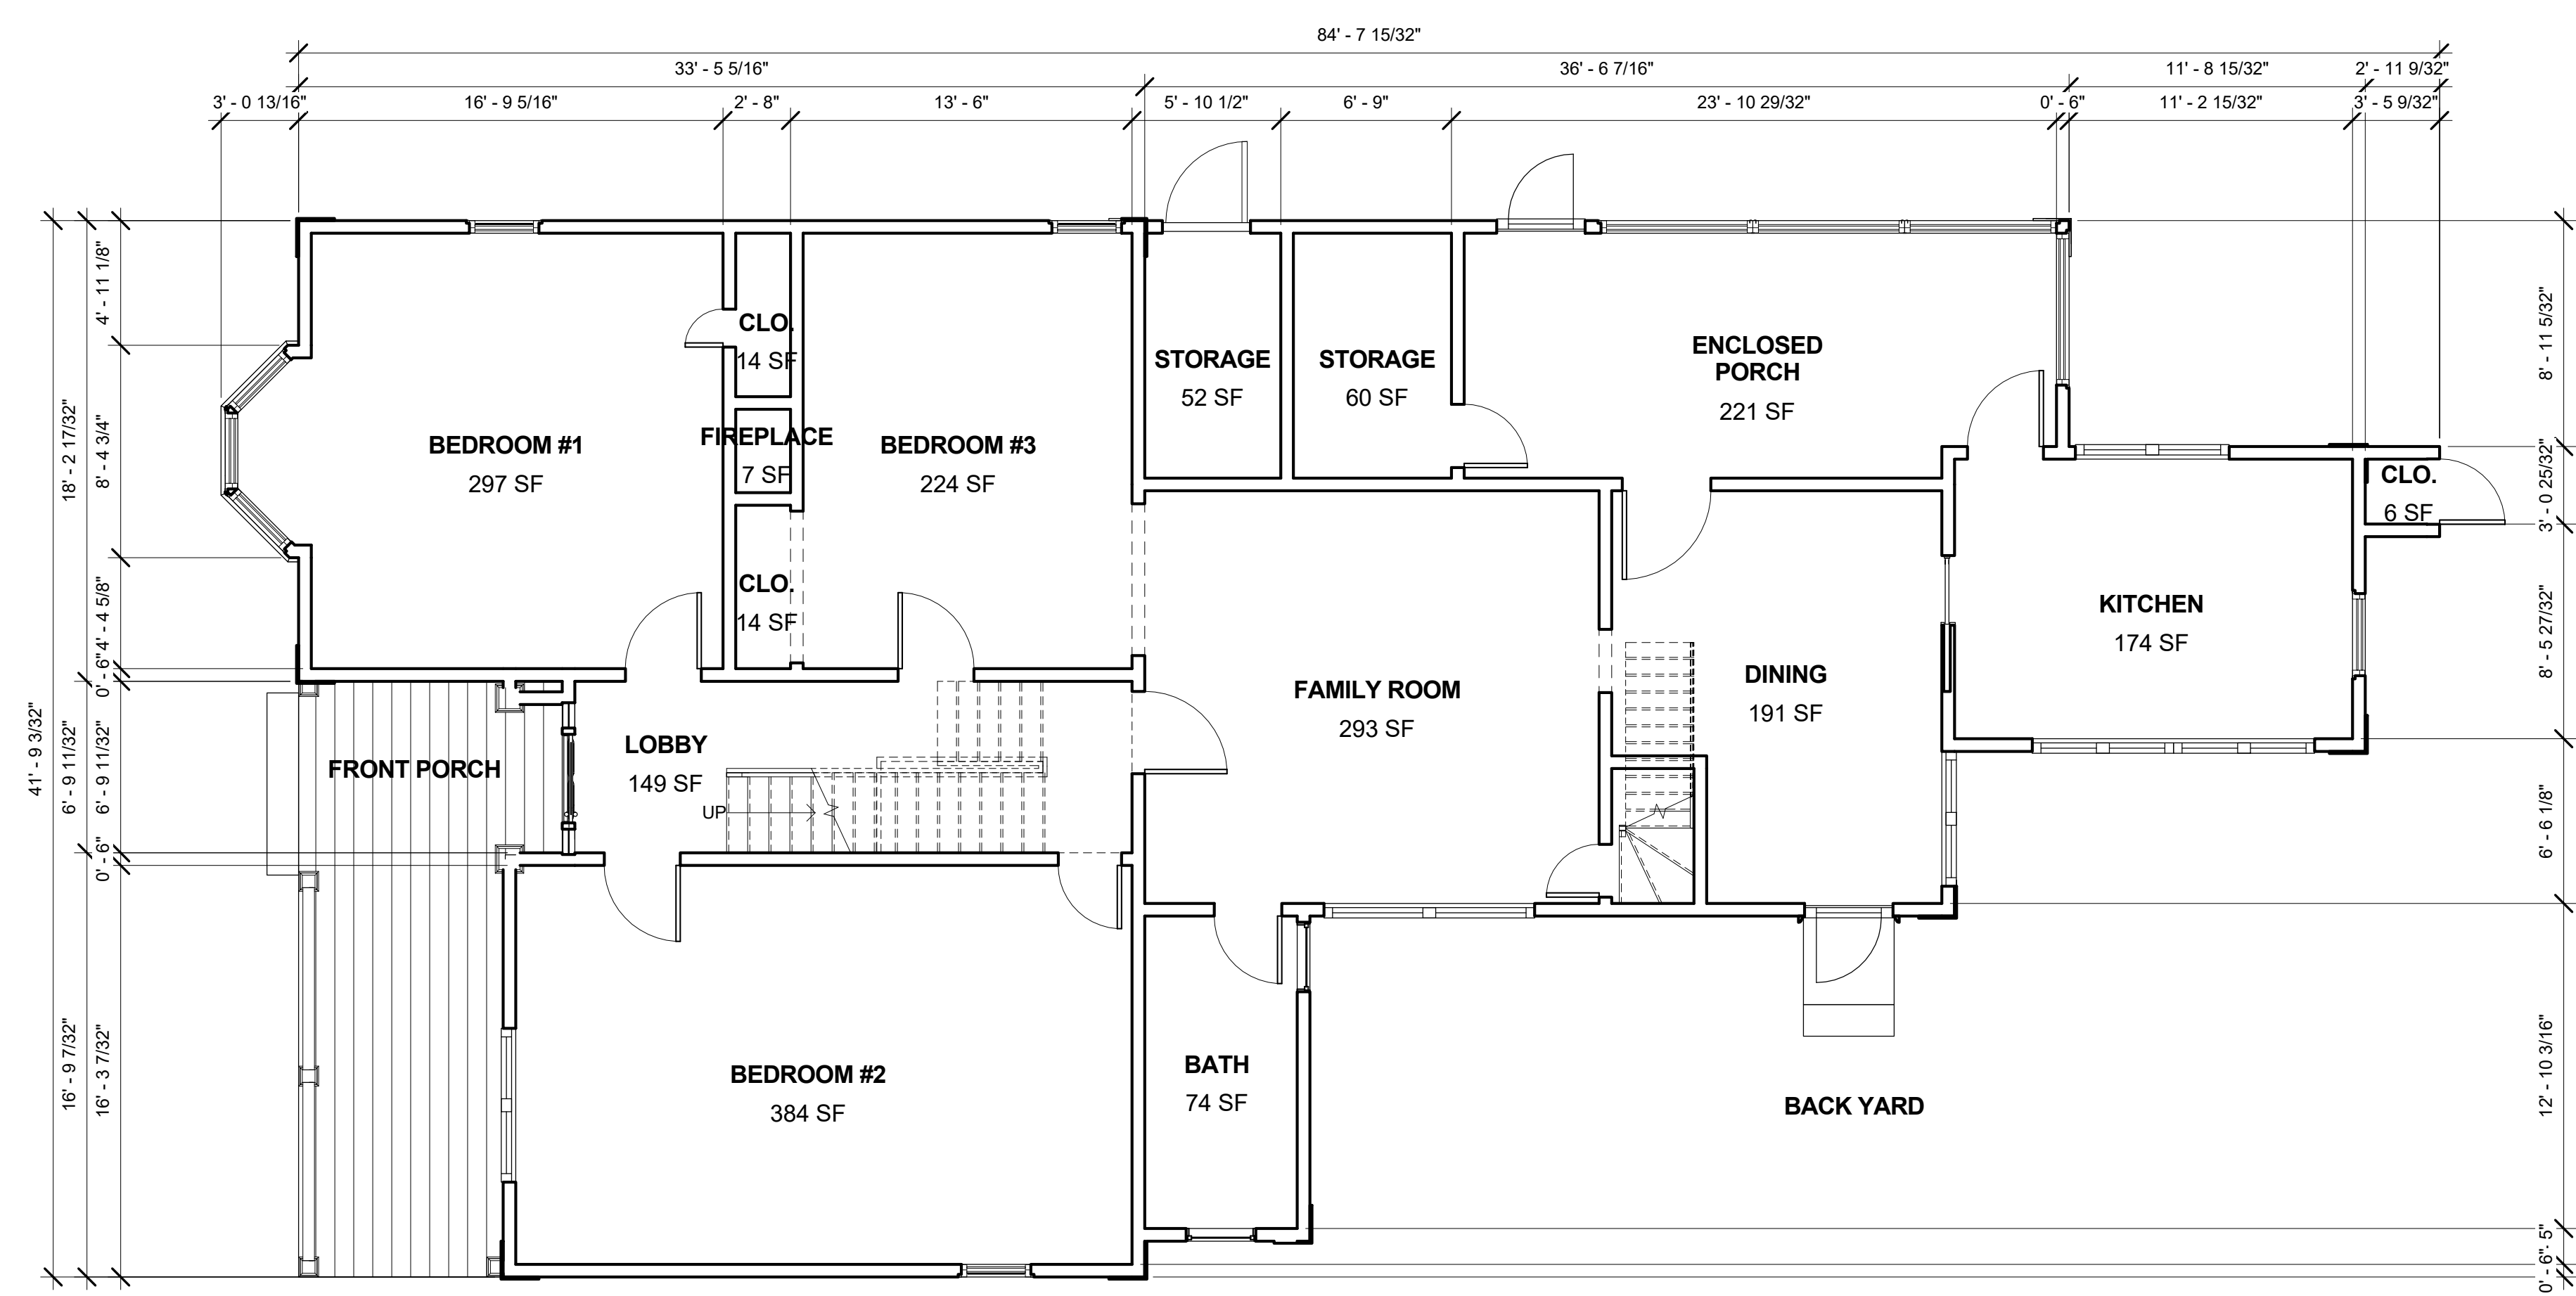 84' - 7 15/32"
33' - 5 5/16"
36' - 6 7/16"
11' - 8 15/32"
2' - 11 9/32"
3' - 0 13/16"
16' - 9 5/16"
2' - 8"
13' - 6"
5' - 10 1/2"
6' - 9"
23' - 10 29/32"
0' - 6"
11' - 2 15/32"
3' - 5 9/32"
41' - 9 3/32"
18' - 2 17/32"
6' - 9 11/32"
16' - 9 7/32"
4' - 11 1/8"
8' - 4 3/4"
4' - 4 5/8"
0' - 6"
6' - 9 11/32"
0' - 6"
16' - 3 7/32"
BEDROOM #1
297 SF
CLO.
14 SF
FIREPLACE
7 SF
CLO.
14 SF
BEDROOM #3
224 SF
STORAGE
52 SF
STORAGE
60 SF
ENCLOSED
PORCH
221 SF
CLO.
6 SF
KITCHEN
174 SF
DINING
191 SF
FAMILY ROOM
293 SF
LOBBY
149 SF
UP
FRONT PORCH
BEDROOM #2
384 SF
BATH
74 SF
BACK YARD
8' - 11 5/32"
3' - 0 25/32"
8' - 5 27/32"
6' - 6 1/8"
12' - 10 3/16"
5"
0' - 6"